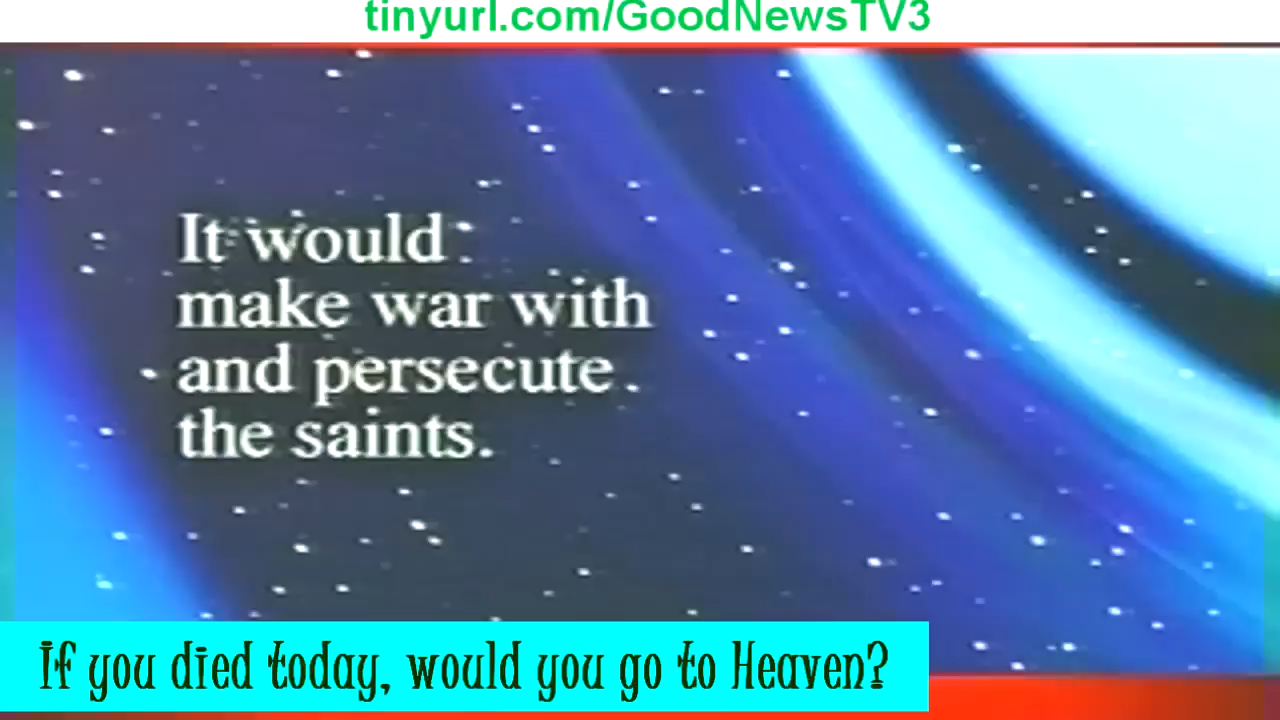 tinyurl.com/GoodNewsTV3
It would
make war with
and persecute
the saints.
If you died today, would you go to Heaven?